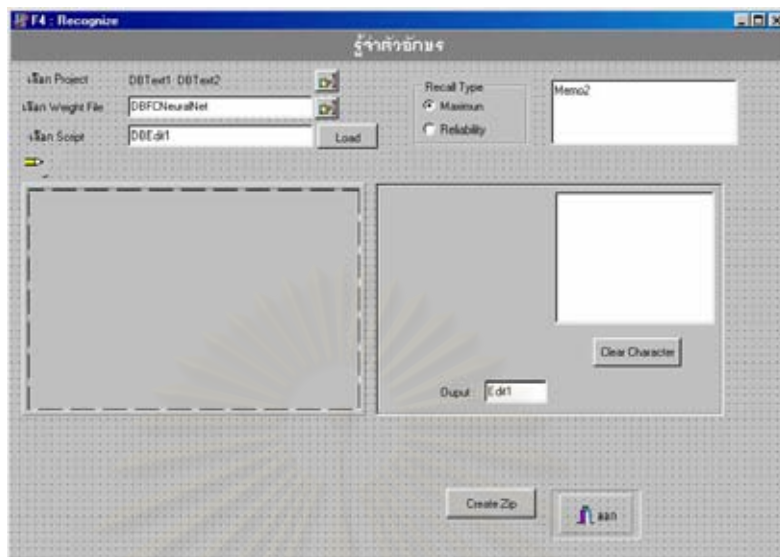 F4 : Recognize
รู้จำตัวอักษร
เลือก Project DBText1 DBText2
เลือก Weight File DBFCNeuralNet
เลือก Script DBEdit1 Load
Recall Type
Maximun
Reliability
Memo2
Clear Character
Ouput Edit1
Create Zip
ออก